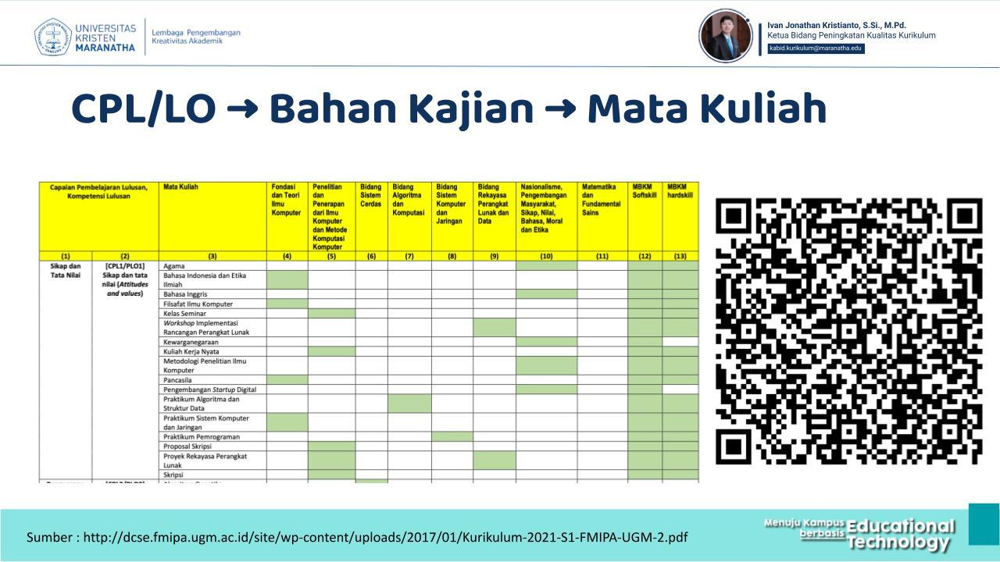 UNIVERSITAS
KRISTEN
MARANATHA
Lembaga Pengembangan
Kreativitas Akademik
Ivan Jonathan Kristianto, S.Si., M.Pd.
Ketua Bidang Peningkatan Kualitas Kurikulum
kabid.kurikulum@maranatha.edu
CPL/LO → Bahan Kajian → Mata Kuliah
Capaian Pembelajaran Lulusan,
Kompetensi Lulusan
Mata Kuliah
Fondasi
dan Teori
Ilmu
Komputer
Penelitian
dan
Penerapan
dari Ilmu
Komputer
dan Metode
Komputasi
Komputer
Bidang
Sistem
Cerdas
Bidang
Algoritma
dan
Komputasi
Bidang
Sistem
Komputer
dan
Jaringan
Bidang
Rekayasa
Perangkat
Lunak dan
Data
Nasionalisme,
Pengembangan
Masyarakat,
Sikap, Nilai,
Bahasa, Moral
dan Etika
Matematika
dan
Fundamental
Sains
MBKM
Softskill
MBKM
hardskill
(1) (2) (3) (4) (5) (6) (7) (8) (9) (10) (11) (12) (13)
Sikap dan
Tata Nilai
[CPL1/PLO1]
Sikap dan tata
nilai (Attitudes
and values)
Agama
Bahasa Indonesia dan Etika
Ilmiah
Bahasa Inggris
Filsafat Ilmu Komputer
Kelas Seminar
Workshop Implementasi
Rancangan Perangkat Lunak
Kewarganegaraan
Kuliah Kerja Nyata
Metodologi Penelitian Ilmu
Komputer
Pancasila
Pengembangan Startup Digital
Praktikum Algoritma dan
Struktur Data
Praktikum Sistem Komputer
dan Jaringan
Praktikum Pemrograman
Proposal Skripsi
Proyek Rekayasa Perangkat
Lunak
Skripsi
Sumber : http://dcse.fmipa.ugm.ac.id/site/wp-content/uploads/2017/01/Kurikulum-2021-S1-FMIPA-UGM-2.pdf
Menuju Kampus
berbasis
Educational
Technology